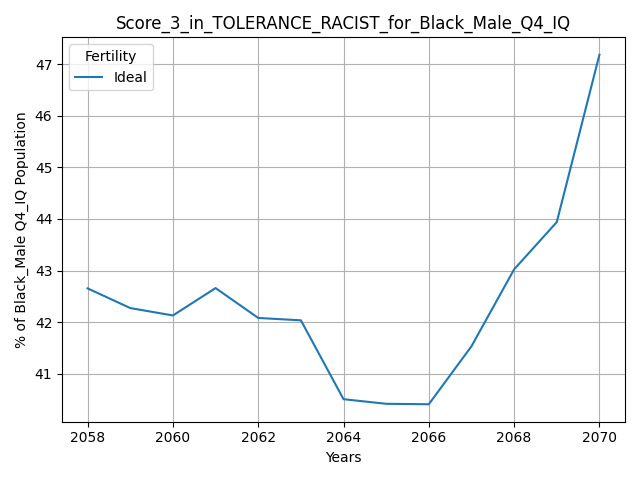 Score_3_in_TOLERANCE_RACIST_for_Black_Male_Q4_IQ
Fertility
Ideal
% of Black_Male Q4_IQ Population
47
46
45
44
43
42
41
2058 2060 2062 2064 2066 2068 2070
Years